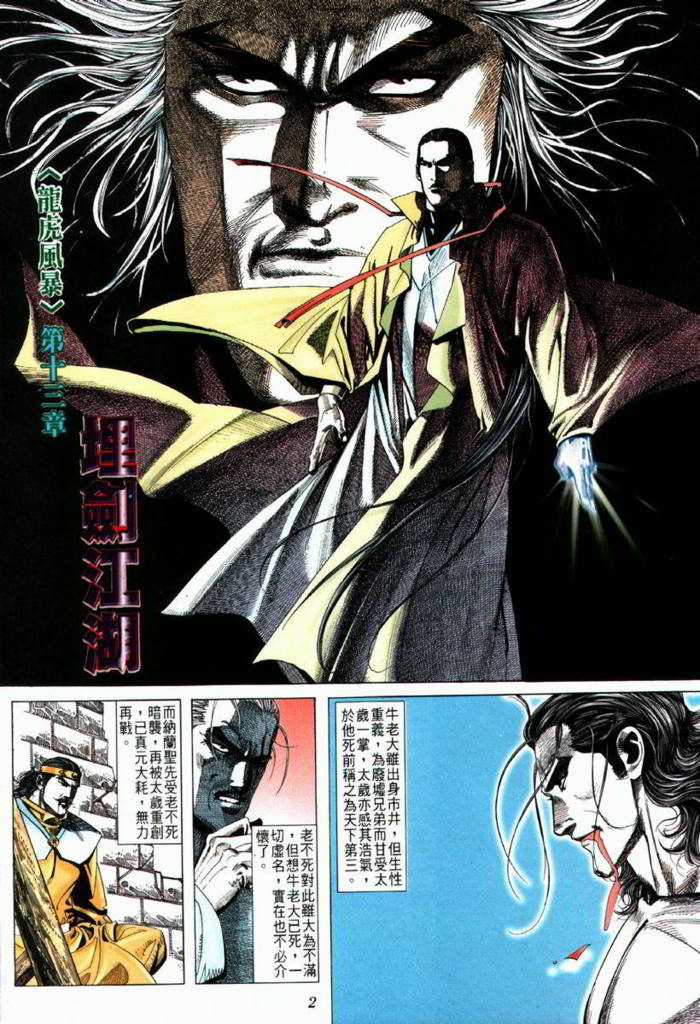 《龍虎風暴》第十三章
埋劍江湖
牛老大雖出身市井，但生性
重義，為廢墟兄弟而甘受太
歲一掌，太歲亦感其浩氣，
於他死前稱之為天下第三。
老不死對此雖大為不滿
，但想牛老大已死，一
切虛名，實在也不必介
懷了。
而納蘭聖先受老不死
暗襲，再被太歲重創
，已真元大耗，無力
再戰。
2